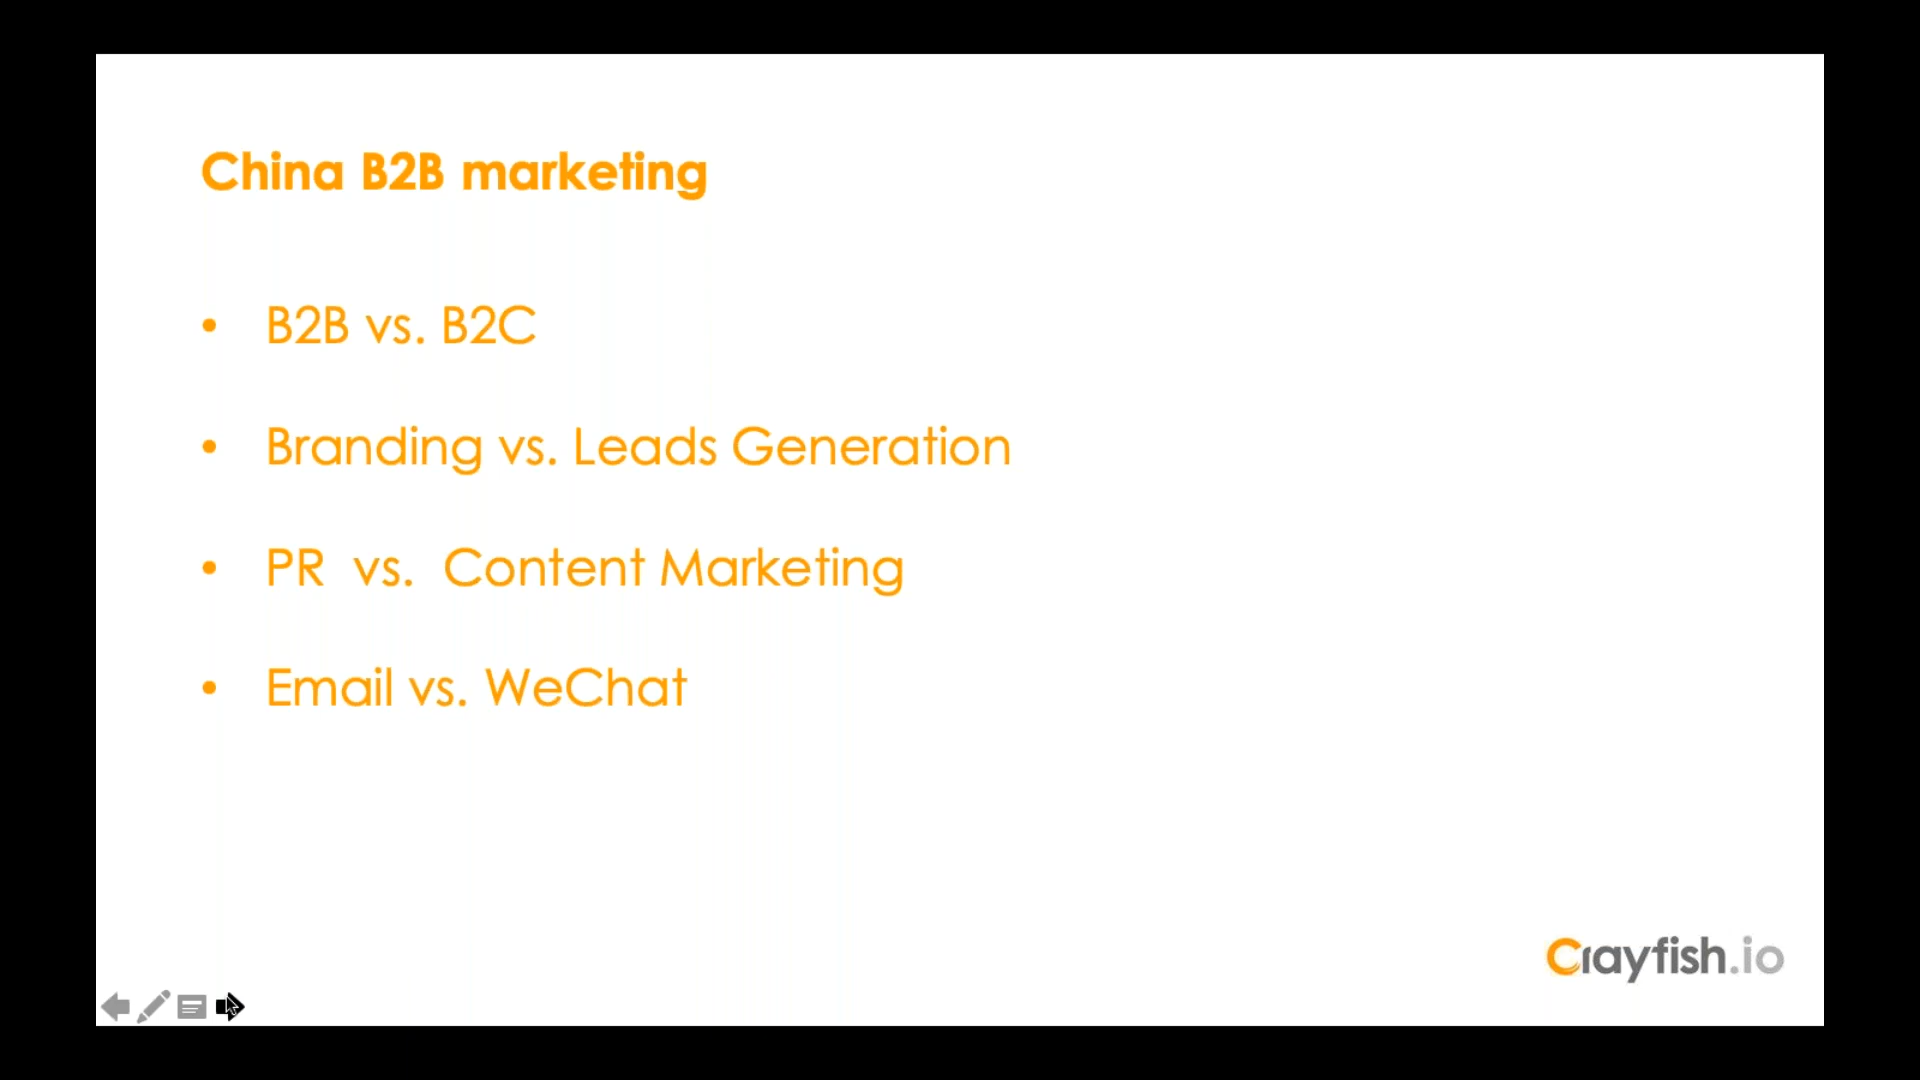 China B2B marketing
• B2B vs. B2C
• Branding vs. Leads Generation
• PR vs. Content Marketing
• Email vs. WeChat
Crayfish.io